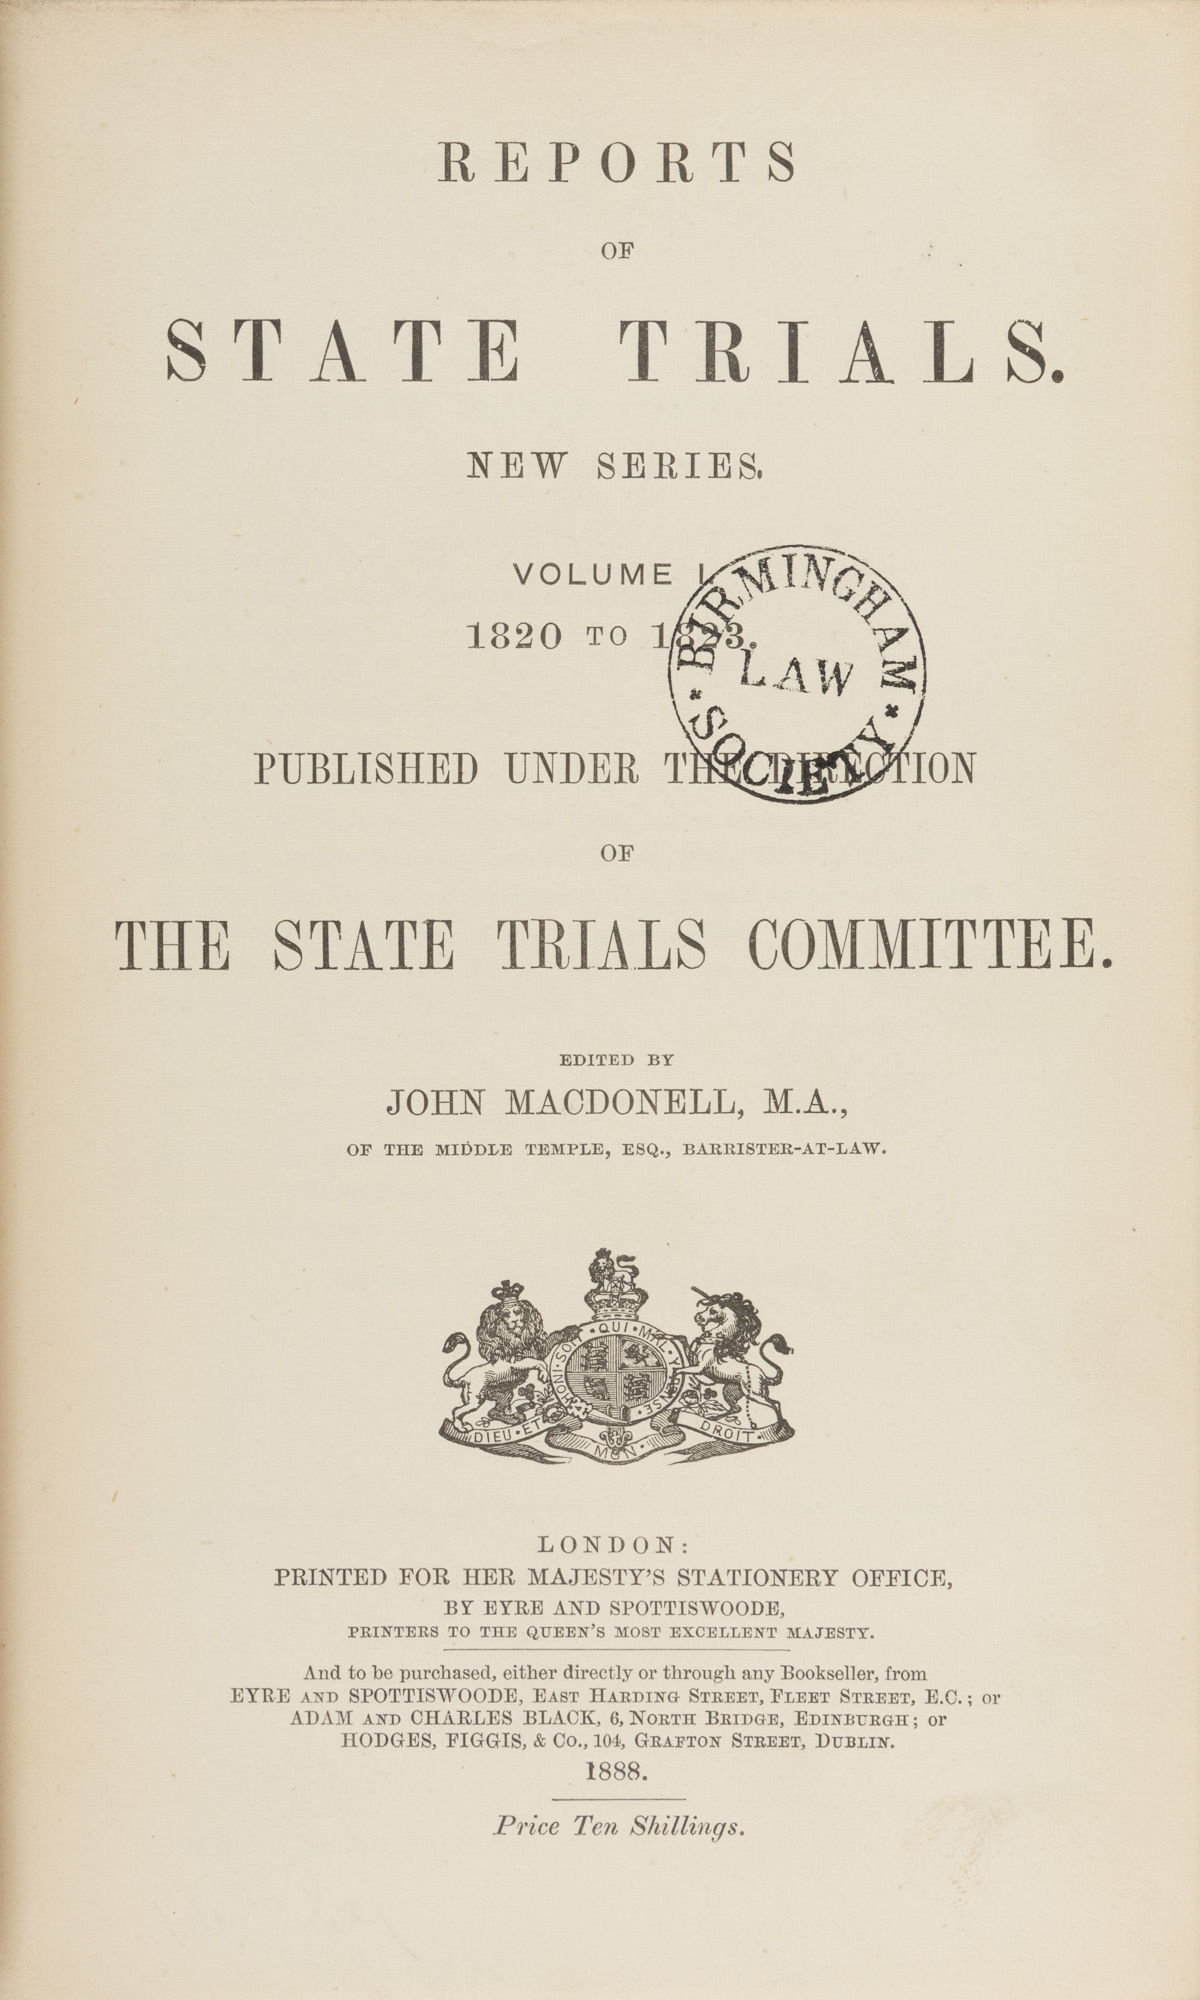 REPORTS
OF
STATE TRIALS.
NEW SERIES.
VOLUME I.
1820 TO 1823.
BIRMINGHAM
LAW
SOCIETY
PUBLISHED UNDER THE DIRECTION
OF
THE STATE TRIALS COMMITTEE.
EDITED BY
JOHN MACDONELL, M.A.,
OF THE MIDDLE TEMPLE, ESQ., BARRISTER-AT-LAW.
HONI·SOIT·QUI·MAL·Y·PENSE·
DIEU·ET·
MON·
DROIT·
LONDON:
PRINTED FOR HER MAJESTY'S STATIONERY OFFICE,
BY EYRE AND SPOTTISWOODE,
PRINTERS TO THE QUEEN'S MOST EXCELLENT MAJESTY.
And to be purchased, either directly or through any Bookseller, from
EYRE AND SPOTTISWOODE, EAST HARDING STREET, FLEET STREET, E.C.; or
ADAM AND CHARLES BLACK, 6, NORTH BRIDGE, EDINBURGH; or
HODGES, FIGGIS, & Co., 104, GRAFTON STREET, DUBLIN.
1888.
Price Ten Shillings.